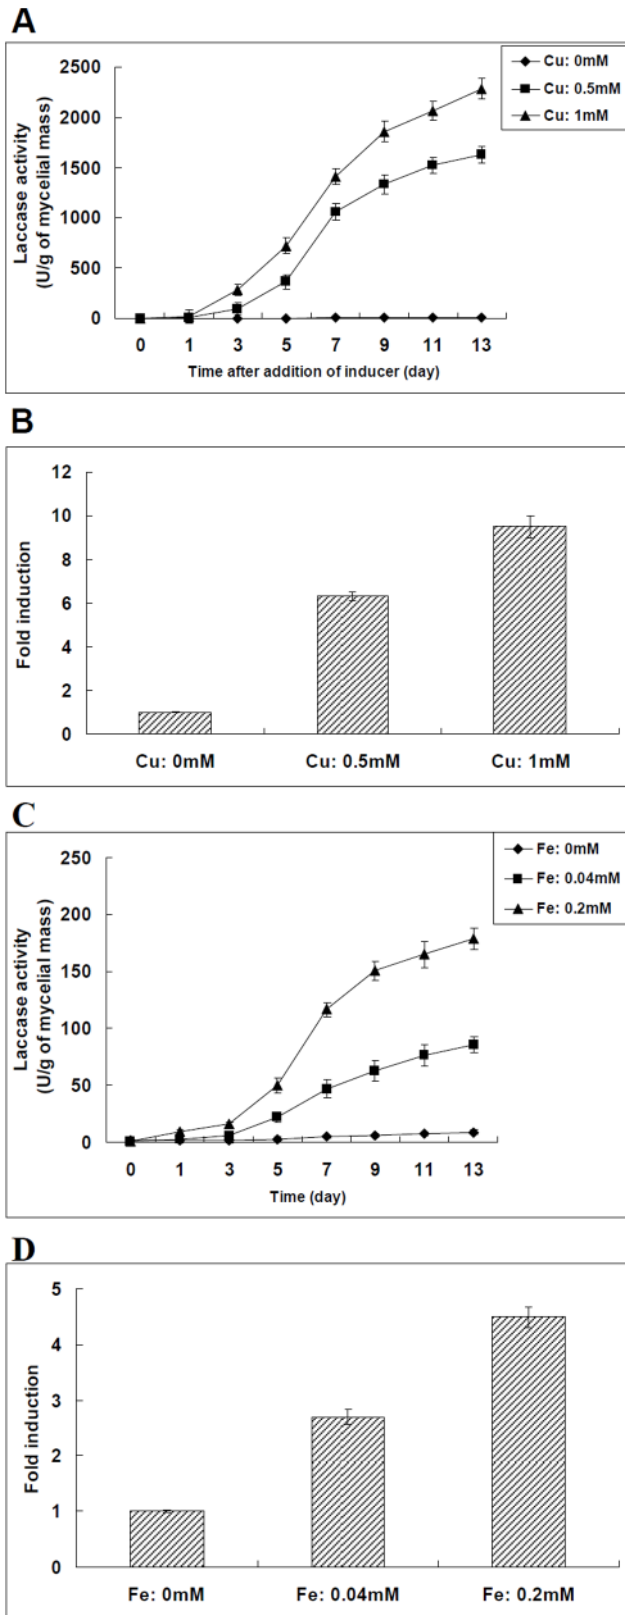 A
Cu: 0mM
Cu: 0.5mM
Cu: 1mM
Laccase activity
(U/g of mycelial mass)
2500
2000
1500
1000
500
0
0 1 3 5 7 9 11 13
Time after addition of inducer (day)
B
Fold induction
12
10
8
6
4
2
0
Cu: 0mM Cu: 0.5mM Cu: 1mM
C
Fe: 0mM
Fe: 0.04mM
Fe: 0.2mM
Laccase activity
(U/g of mycelial mass)
250
200
150
100
50
0
0 1 3 5 7 9 11 13
Time (day)
D
Fold induction
5
4
3
2
1
0
Fe: 0mM Fe: 0.04mM Fe: 0.2mM